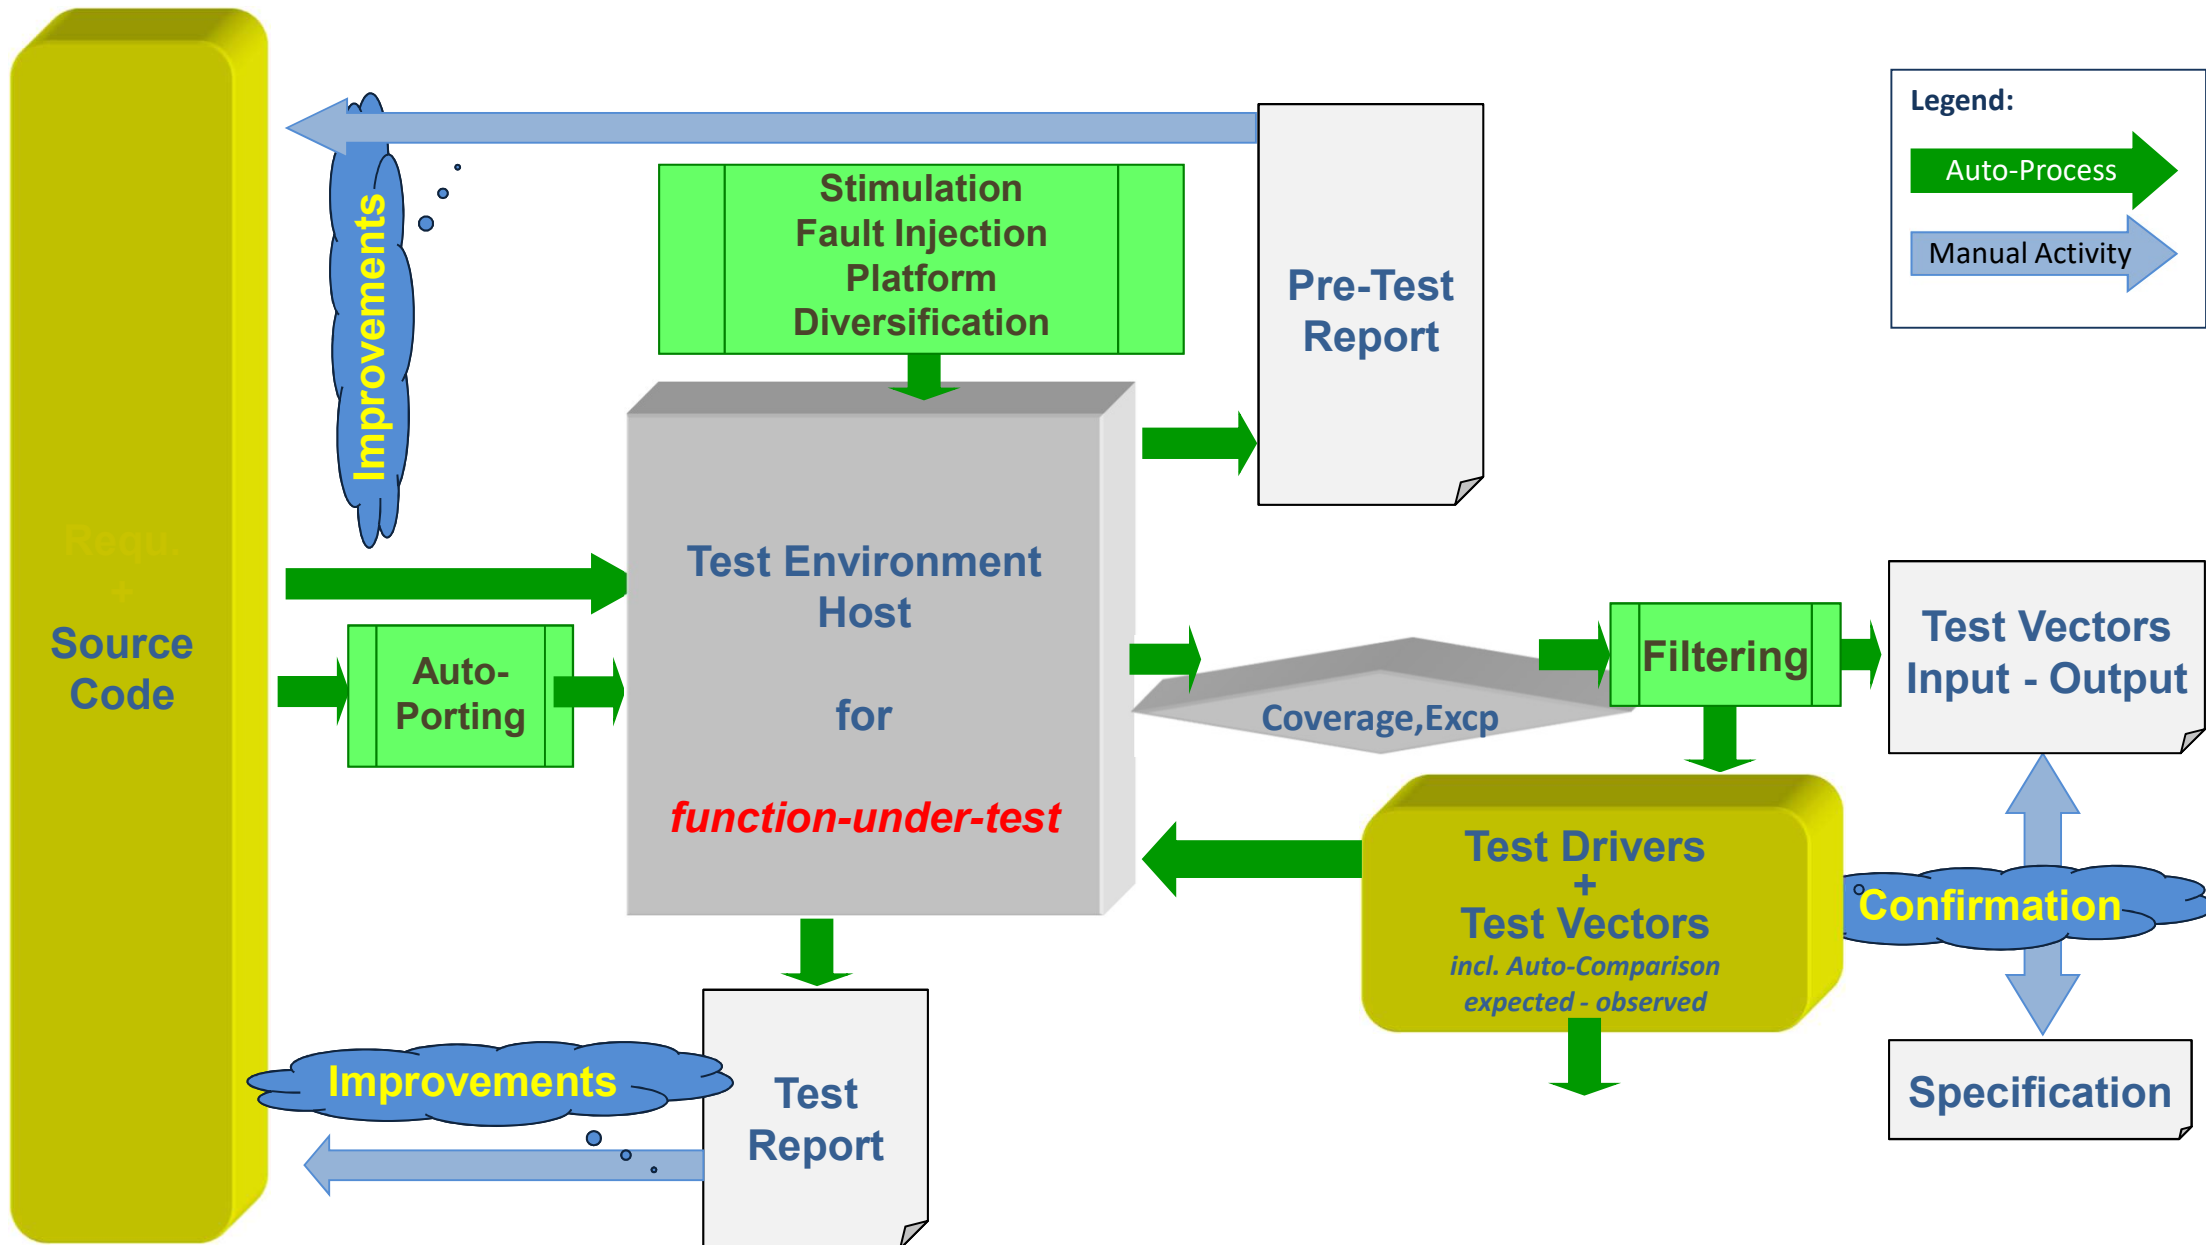 Legend:
Auto-Process
Manual Activity
Improvements
Stimulation
Fault Injection
Platform
Diversification
Pre-Test
Report
Requ.
+
Source
Code
Auto-
Porting
Test Environment
Host
for
function-under-test
Coverage,Excp
Filtering
Test Vectors
Input - Output
Test Drivers
+
Test Vectors
incl. Auto-Comparison
expected - observed
Confirmation
Specification
Improvements
Test
Report